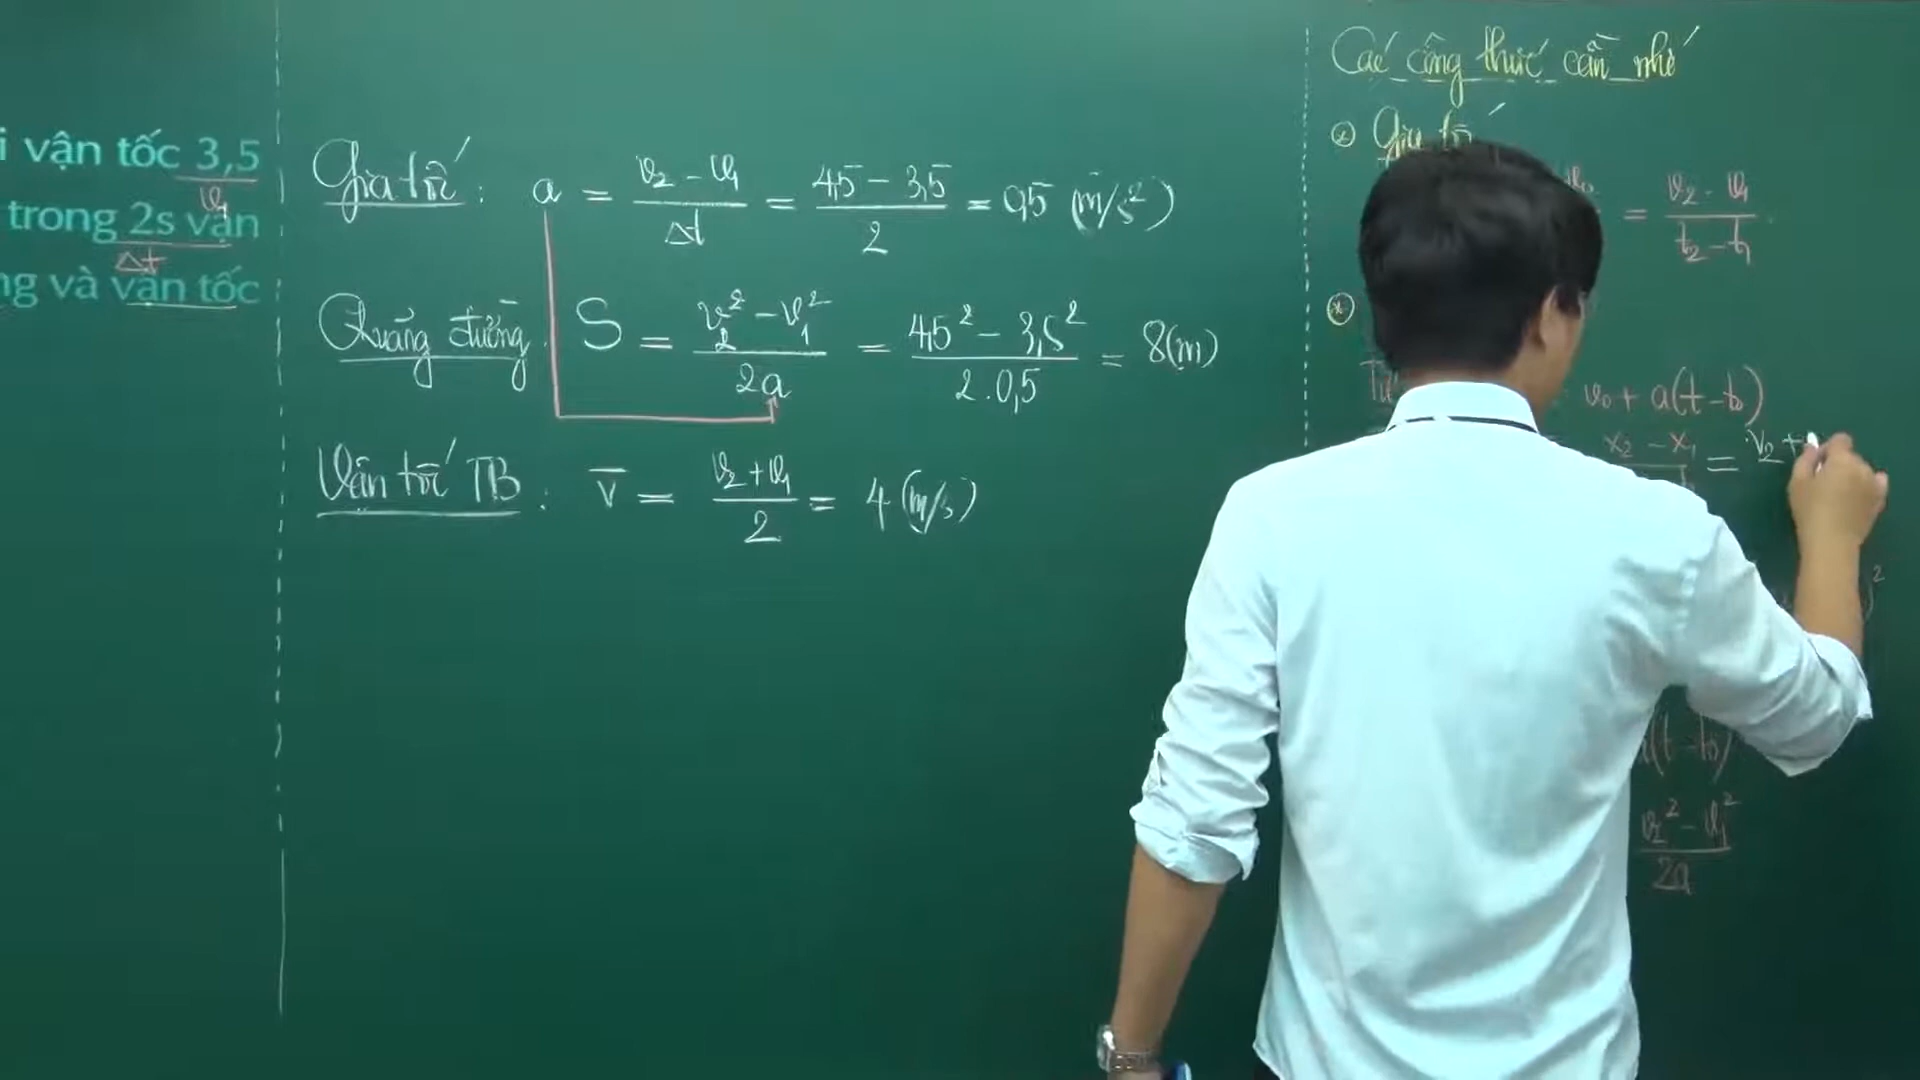 i vận tốc 3,5
v₁
trong 2s vận
Δt
ng và vận tốc
Gia tốc : a = (v₂ - v₁)/Δt = (4,5 - 3,5)/2 = 0,5 (m/s²)
Quãng đường : S = (v₂² - v₁²)/2a = (4,5² - 3,5²)/2.0,5 = 8(m)
Vận tốc TB : v̅ = (v₂ + v₁)/2 = 4 (m/s)
Các công thức cần nhớ
* Gia tốc
= (v₂ - v₁)/(t₂ - t₁)
*
v₀ + a(t - t₀)
x₂ - x₁ = v₂ +
)²
(t - t₀)
(v₂² - v₁²)/2a